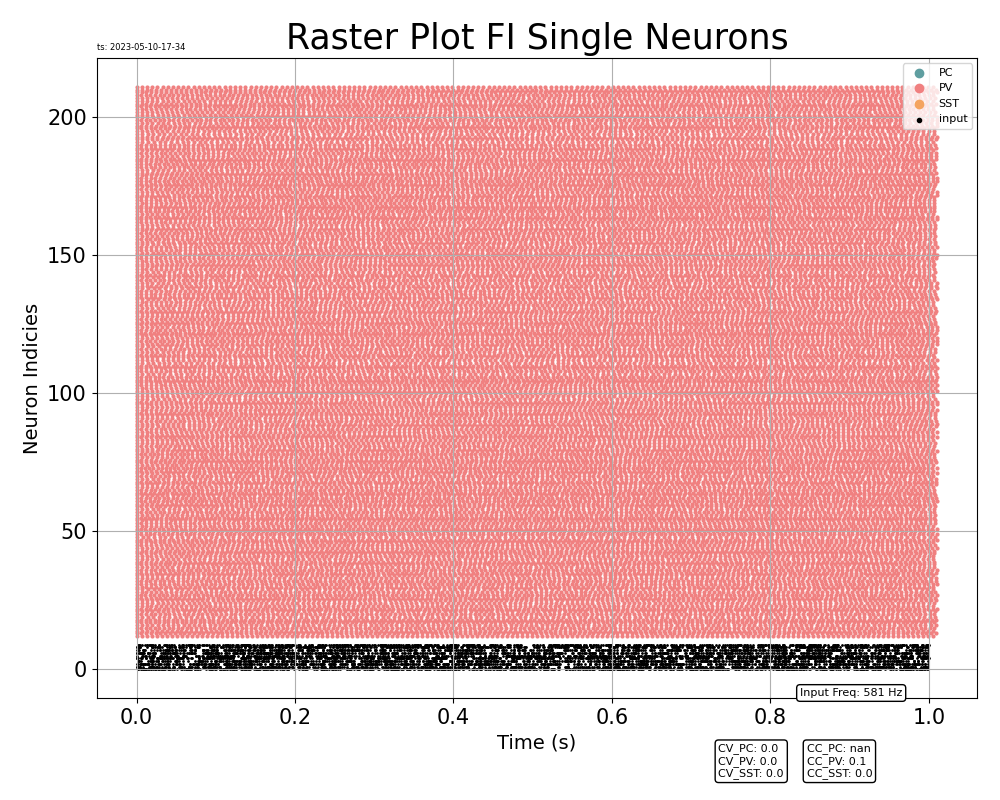 Raster Plot FI Single Neurons
ts: 2023-05-10-17-34
PC
PV
SST
input
200
150
100
50
0
Neuron Indicies
0.0 0.2 0.4 0.6 0.8 1.0
Time (s)
Input Freq: 581 Hz
CV_PC: 0.0
CV_PV: 0.0
CV_SST: 0.0
CC_PC: nan
CC_PV: 0.1
CC_SST: 0.0